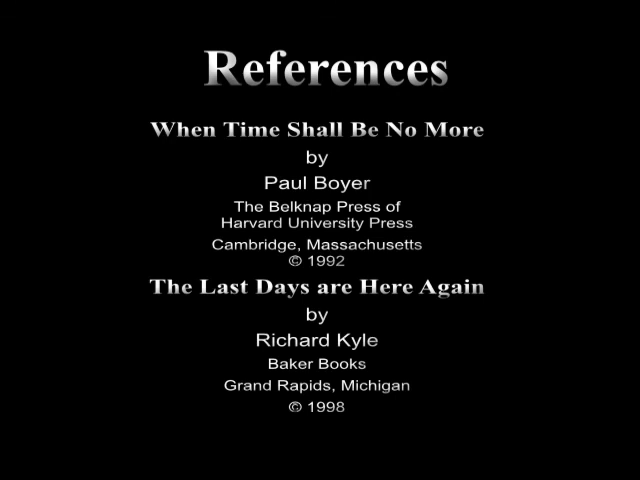 References
When Time Shall Be No More
by
Paul Boyer
The Belknap Press of
Harvard University Press
Cambridge, Massachusetts
© 1992
The Last Days are Here Again
by
Richard Kyle
Baker Books
Grand Rapids, Michigan
© 1998